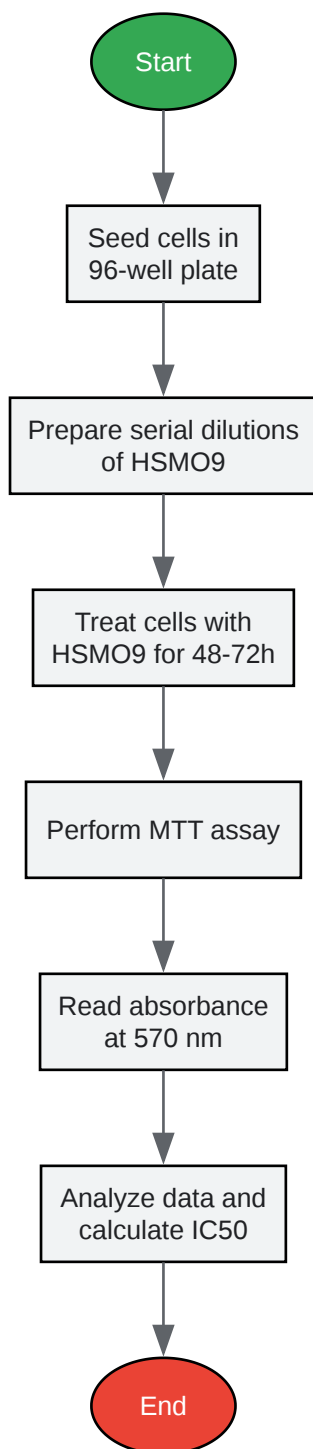 Start
Seed cells in
96-well plate
Prepare serial dilutions
of HSMO9
Treat cells with
HSMO9 for 48-72h
Perform MTT assay
Read absorbance
at 570 nm
Analyze data and
calculate IC50
End